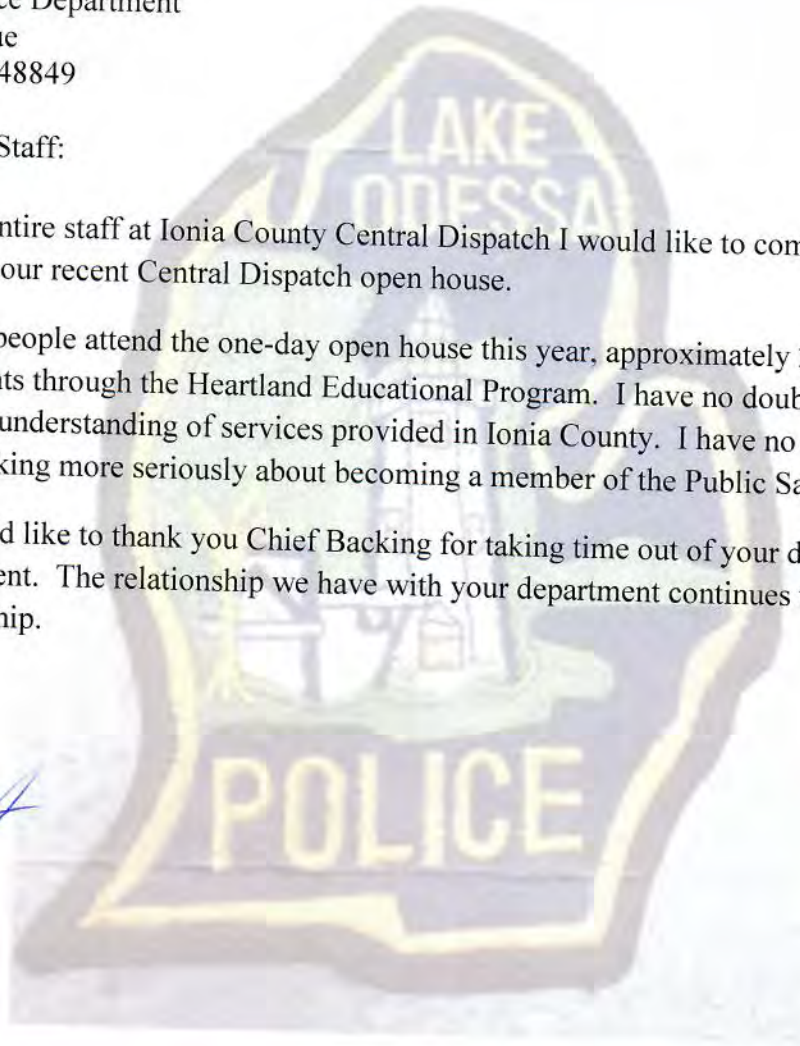 Department
48849
Staff:
ntire staff at Ionia County Central Dispatch I would like to com
our recent Central Dispatch open house.
people attend the one-day open house this year, approximately
nts through the Heartland Educational Program. I have no doub
understanding of services provided in Ionia County. I have no
king more seriously about becoming a member of the Public Sa
d like to thank you Chief Backing for taking time out of your d
ent. The relationship we have with your department continues
hip.
LAKE
ODESSA
POLICE